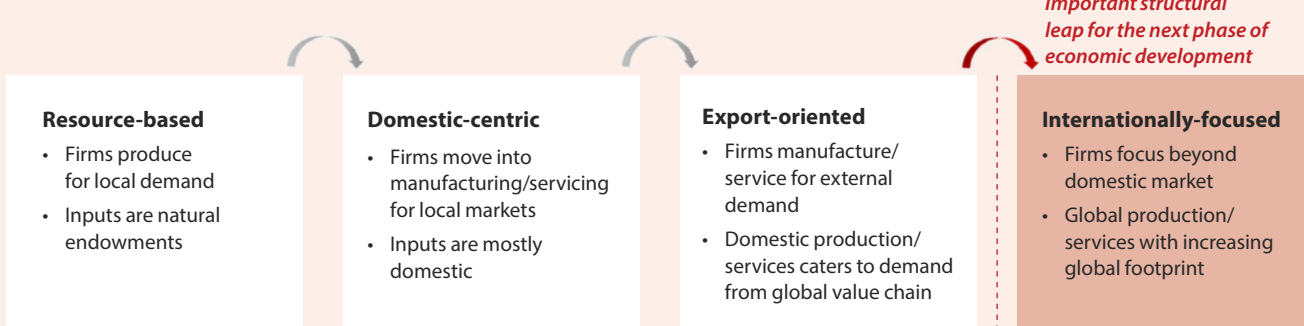 Important structural
leap for the next phase of
economic development
Resource-based
• Firms produce
for local demand
• Inputs are natural
endowments
Domestic-centric
• Firms move into
manufacturing/servicing
for local markets
• Inputs are mostly
domestic
Export-oriented
• Firms manufacture/
service for external
demand
• Domestic production/
services caters to demand
from global value chain
Internationally-focused
• Firms focus beyond
domestic market
• Global production/
services with increasing
global footprint